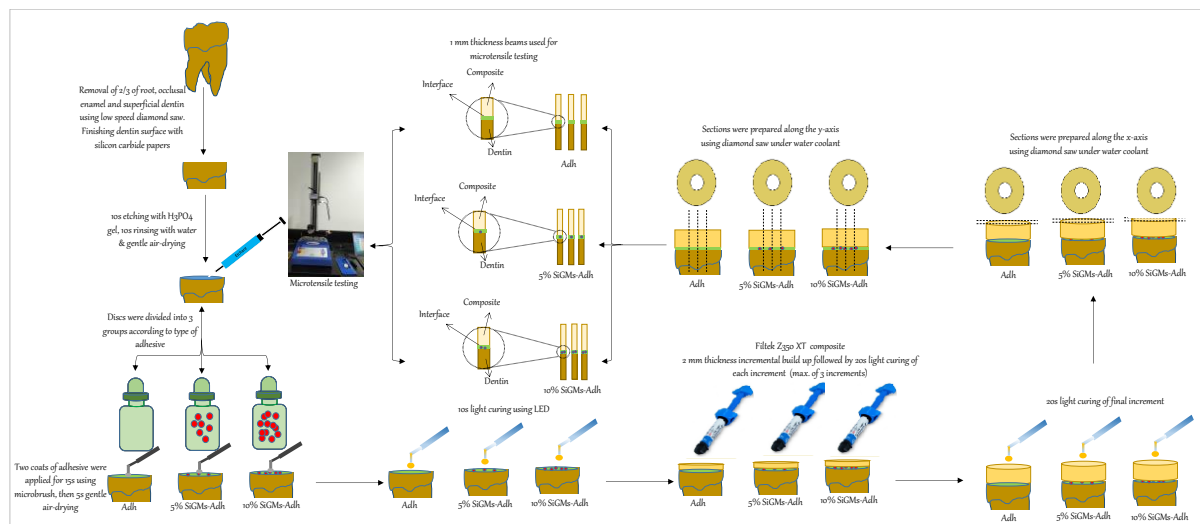 Removal of 2/3 of root, occlusal
enamel and superficial dentin
using low speed diamond saw.
Finishing dentin surface with
silicon carbide papers
10s etching with H3PO4
gel, 10s rinsing with water
& gentle air-drying
Discs were divided into 3
groups according to type of
adhesive
Two coats of adhesive were
applied for 15s using
microbrush, then 5s gentle
air-drying
Adh
5% SiGMs-Adh
10% SiGMs-Adh
10s light curing using LED
Adh
5% SiGMs-Adh
10% SiGMs-Adh
Filtek Z350 XT composite
2 mm thickness incremental build up followed by 20s light curing of
each increment (max. of 3 increments)
Adh
5% SiGMs-Adh
10% SiGMs-Adh
20s light curing of final increment
Adh
5% SiGMs-Adh
10% SiGMs-Adh
Sections were prepared along the x-axis
using diamond saw under water coolant
Adh
5% SiGMs-Adh
10% SiGMs-Adh
Sections were prepared along the y-axis
using diamond saw under water coolant
Adh
5% SiGMs-Adh
10% SiGMs-Adh
1 mm thickness beams used for
microtensile testing
Composite
Interface
Dentin
Adh
Composite
Interface
Dentin
5% SiGMs-Adh
Composite
Interface
Dentin
10% SiGMs-Adh
Microtensile testing